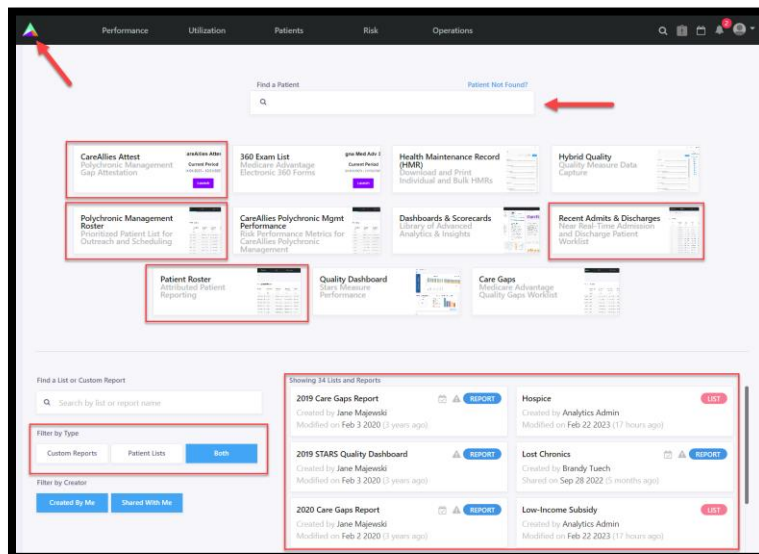 Performance Utilization Patients Risk Operations
2
Find a Patient Patient Not Found?
CareAllies Attest
Polychronic Management
Gap Attestation
areAllies Attes
Current Period
Launch
360 Exam List
Medicare Advantage
Electronic 360 Forms
gna Med Adv C
Current Period
Launch
Health Maintenance Record
(HMR)
Download and Print
Individual and Bulk HMRs
Hybrid Quality
Quality Measure Data
Capture
Polychronic Management
Roster
Prioritized Patient List for
Outreach and Scheduling
CareAllies Polychronic Mgmt
Performance
Risk Performance Metrics for
CareAllies Polychronic
Management
Dashboards & Scorecards
Library of Advanced
Analytics & Insights
Recent Admits & Discharges
Near Real-Time Admission
and Discharge Patient
Worklist
Patient Roster
Attributed Patient
Reporting
Quality Dashboard
Stars Measure
Performance
Care Gaps
Medicare Advantage
Quality Gaps Worklist
Find a List or Custom Report
Search by list or report name
Filter by Type
Custom Reports Patient Lists Both
Filter by Creator
Created By Me Shared With Me
Showing 34 Lists and Reports
2019 Care Gaps Report REPORT
Created by Jane Majewski
Modified on Feb 3 2020 (3 years ago)
Hospice LIST
Created by Analytics Admin
Modified on Feb 22 2023 (17 hours ago)
2019 STARS Quality Dashboard REPORT
Created by Jane Majewski
Modified on Feb 3 2020 (3 years ago)
Lost Chronics REPORT
Created by Brandy Tuech
Shared on Sep 28 2022 (5 months ago)
2020 Care Gaps Report REPORT
Created by Jane Majewski
Modified on Feb 2 2020 (3 years ago)
Low-Income Subsidy LIST
Created by Analytics Admin
Modified on Feb 22 2023 (17 hours ago)